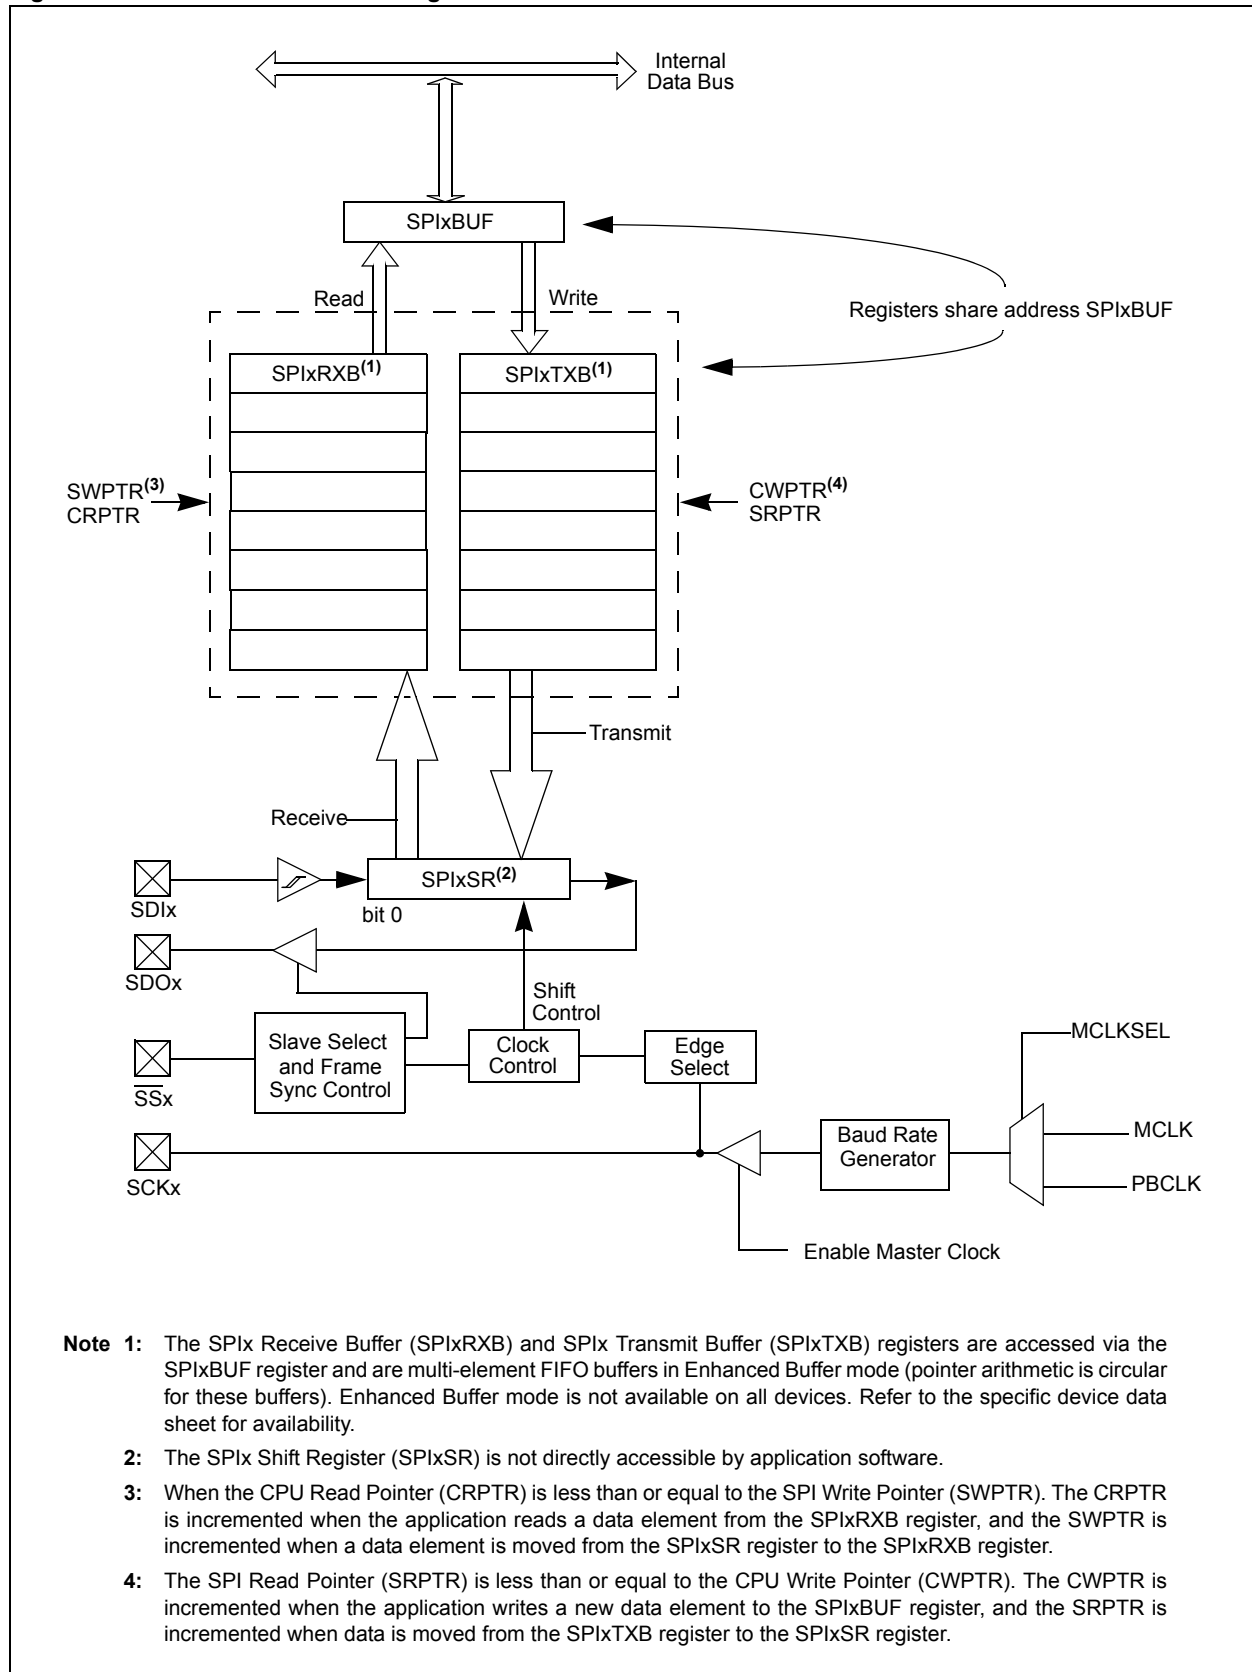 Internal
Data Bus
SPIxBUF
Read
Write
Registers share address SPIxBUF
SPIxRXB(1)
SPIxTXB(1)
SWPTR(3)
CRPTR
CWPTR(4)
SRPTR
Transmit
Receive
SDIx
SPIxSR(2)
bit 0
SDOx
Shift
Control
Slave Select
and Frame
Sync Control
Clock
Control
Edge
Select
MCLKSEL
SSx
Baud Rate
Generator
MCLK
PBCLK
SCKx
Enable Master Clock
Note 1: The SPIx Receive Buffer (SPIxRXB) and SPIx Transmit Buffer (SPIxTXB) registers are accessed via the
SPIxBUF register and are multi-element FIFO buffers in Enhanced Buffer mode (pointer arithmetic is circular
for these buffers). Enhanced Buffer mode is not available on all devices. Refer to the specific device data
sheet for availability.
2: The SPIx Shift Register (SPIxSR) is not directly accessible by application software.
3: When the CPU Read Pointer (CRPTR) is less than or equal to the SPI Write Pointer (SWPTR). The CRPTR
is incremented when the application reads a data element from the SPIxRXB register, and the SWPTR is
incremented when a data element is moved from the SPIxSR register to the SPIxRXB register.
4: The SPI Read Pointer (SRPTR) is less than or equal to the CPU Write Pointer (CWPTR). The CWPTR is
incremented when the application writes a new data element to the SPIxBUF register, and the SRPTR is
incremented when data is moved from the SPIxTXB register to the SPIxSR register.